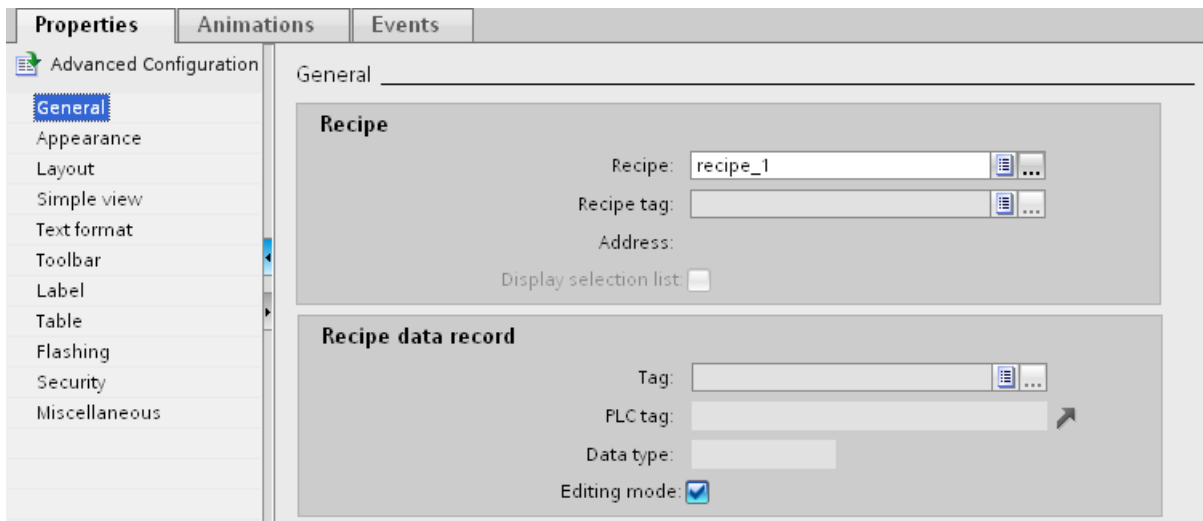 Properties Animations Events
Advanced Configuration
General
Appearance
Layout
Simple view
Text format
Toolbar
Label
Table
Flashing
Security
Miscellaneous
General
Recipe
Recipe: recipe_1 ...
Recipe tag: ...
Address:
Display selection list:
Recipe data record
Tag: ...
PLC tag:
Data type:
Editing mode: